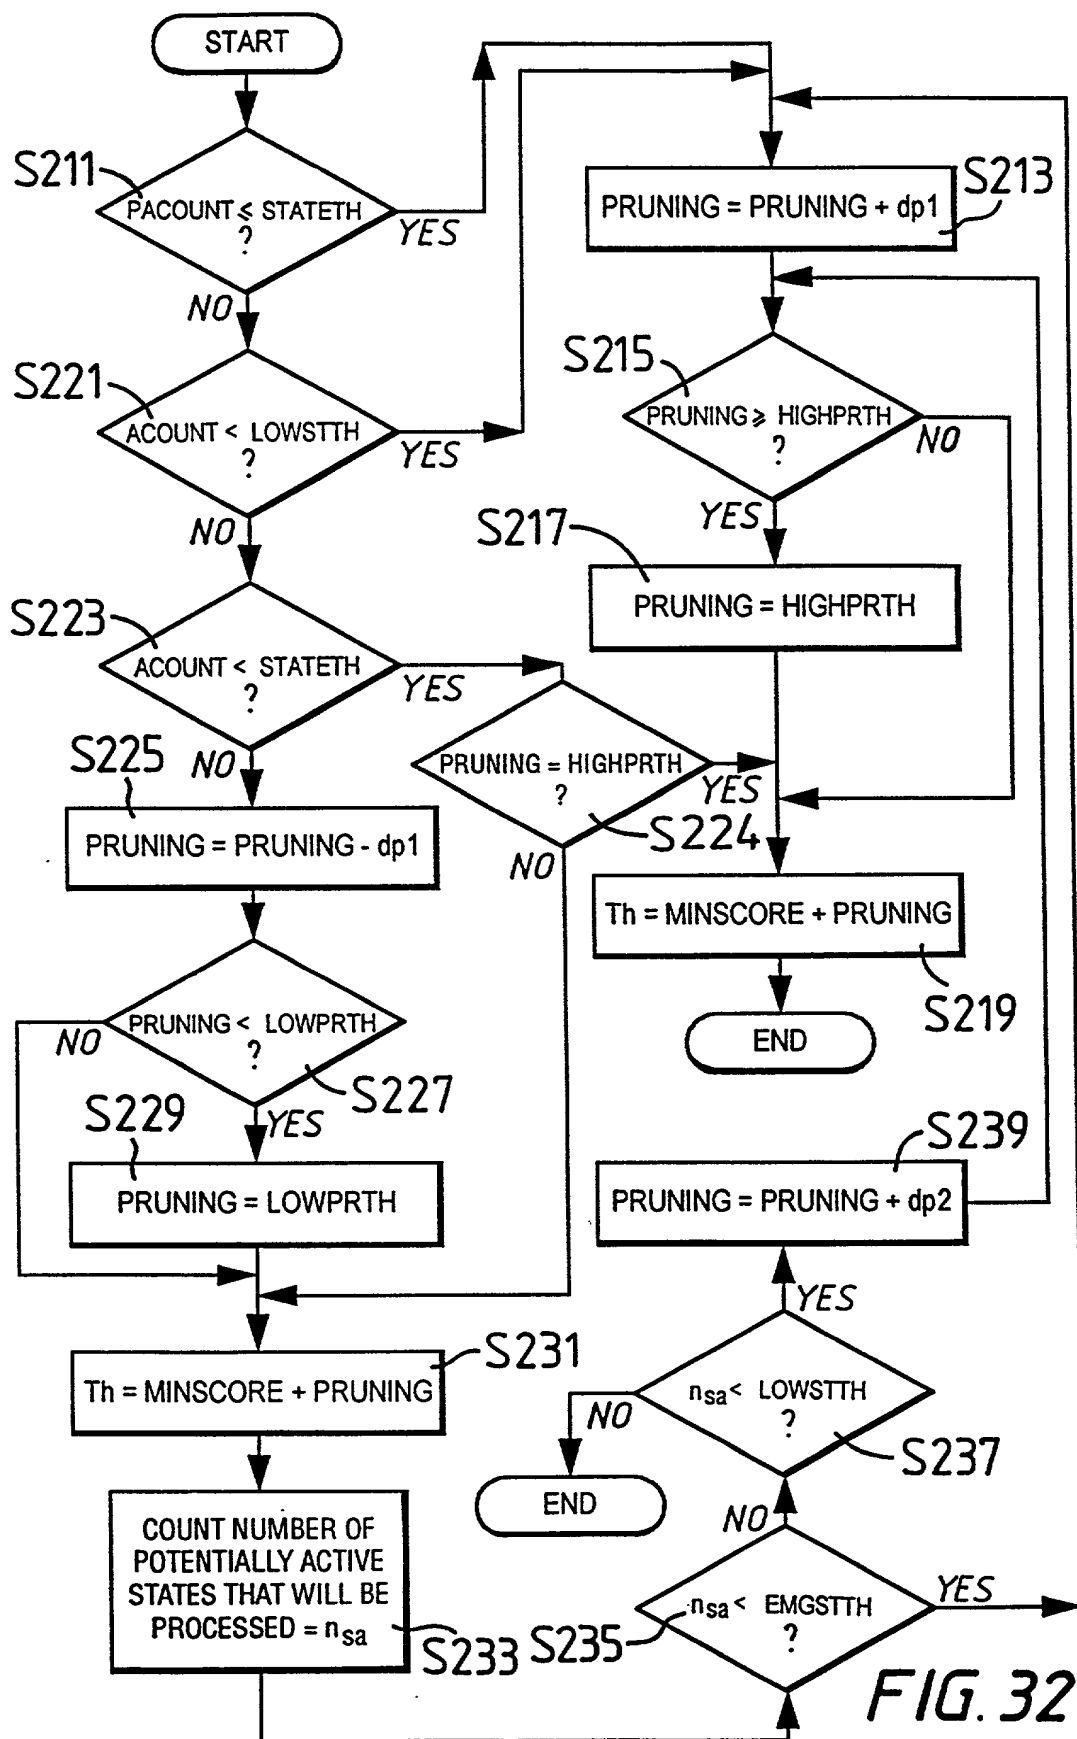 START
S211
PACOUNT ≤ STATETH
?
YES
NO
S221
ACOUNT < LOWSTTH
?
YES
NO
S223
ACOUNT < STATETH
?
YES
NO
S225
PRUNING = PRUNING - dp1
PRUNING < LOWPRTH
?
NO
S227
YES
S229
PRUNING = LOWPRTH
S231
Th = MINSCORE + PRUNING
COUNT NUMBER OF
POTENTIALLY ACTIVE
STATES THAT WILL BE
PROCESSED = nsa
S233
S213
PRUNING = PRUNING + dp1
S215
PRUNING ≥ HIGHPRTH
?
NO
YES
S217
PRUNING = HIGHPRTH
PRUNING = HIGHPRTH
?
YES
S224
NO
Th = MINSCORE + PRUNING
S219
END
S239
PRUNING = PRUNING + dp2
YES
nsa < LOWSTTH
?
NO
S237
END
NO
nsa < EMGSTTH
?
YES
S235
FIG. 32